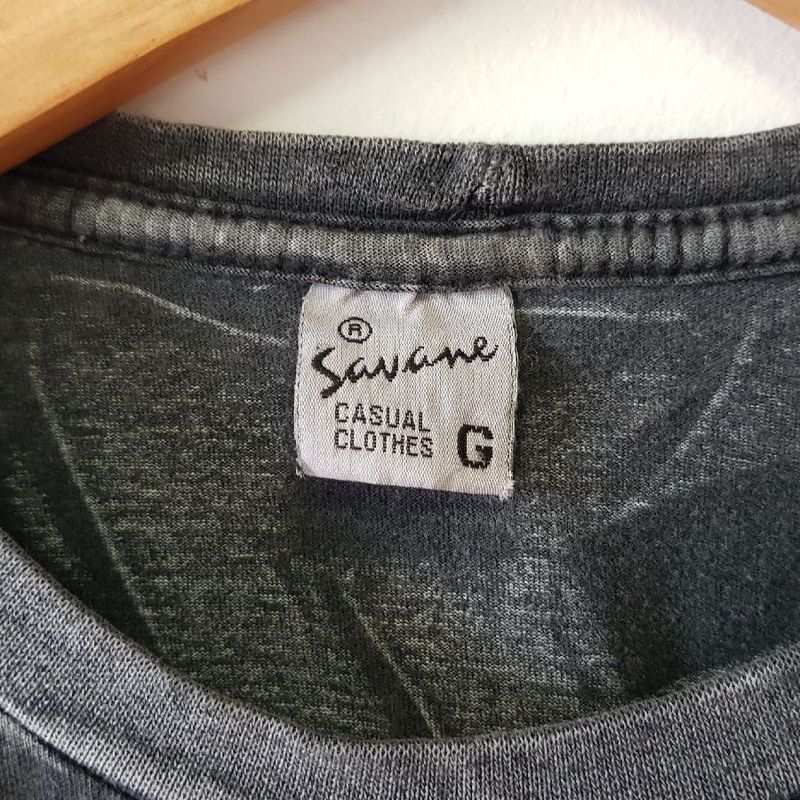 ®
Savane
CASUAL
CLOTHES
G